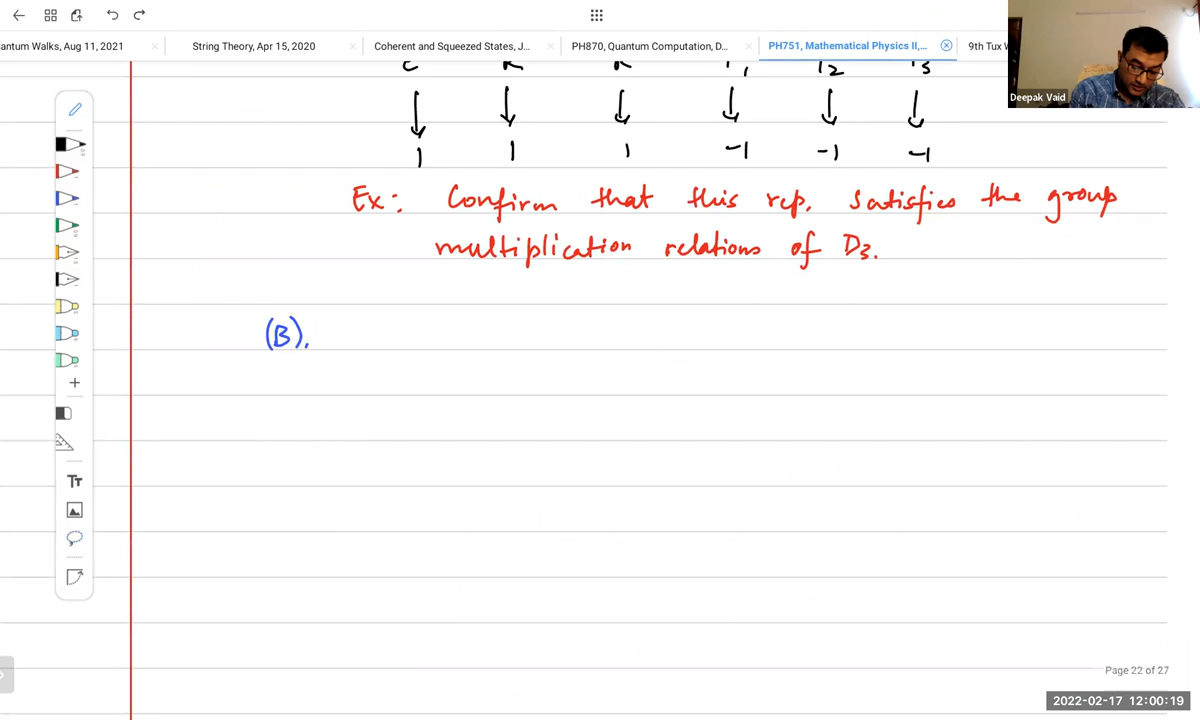 antum Walks, Aug 11, 2021
String Theory, Apr 15, 2020
Coherent and Squeezed States, J...
PH870, Quantum Computation, D...
PH751, Mathematical Physics II,...
9th Tux
Deepak Vaid
1 1 1 -1 -1 -1
Ex: Confirm that this rep. satisfies the group
multiplication relations of D3.
(B).
Tт
Page 22 of 27
2022-02-17 12:00:19